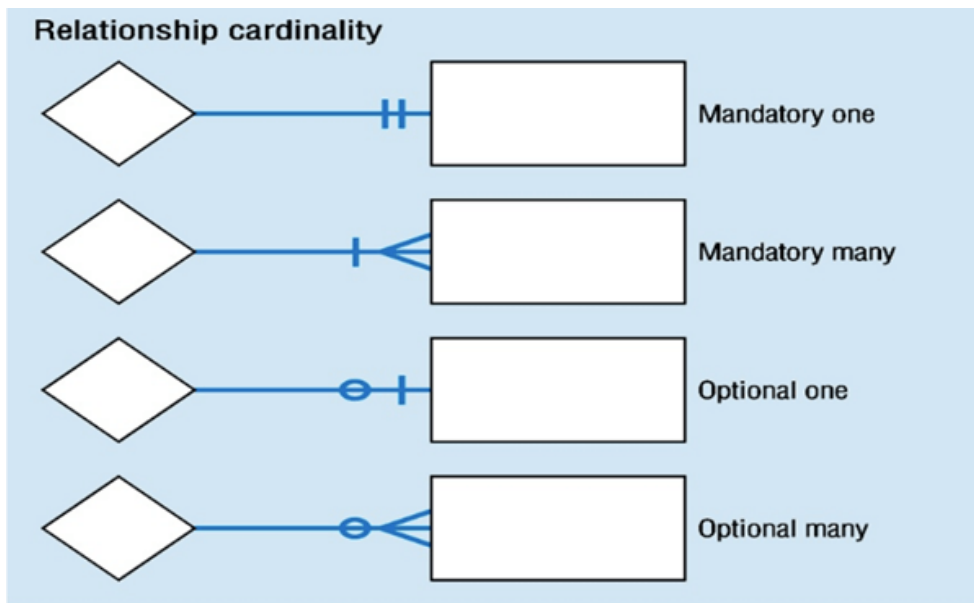 Relationship cardinality
Mandatory one
Mandatory many
Optional one
Optional many